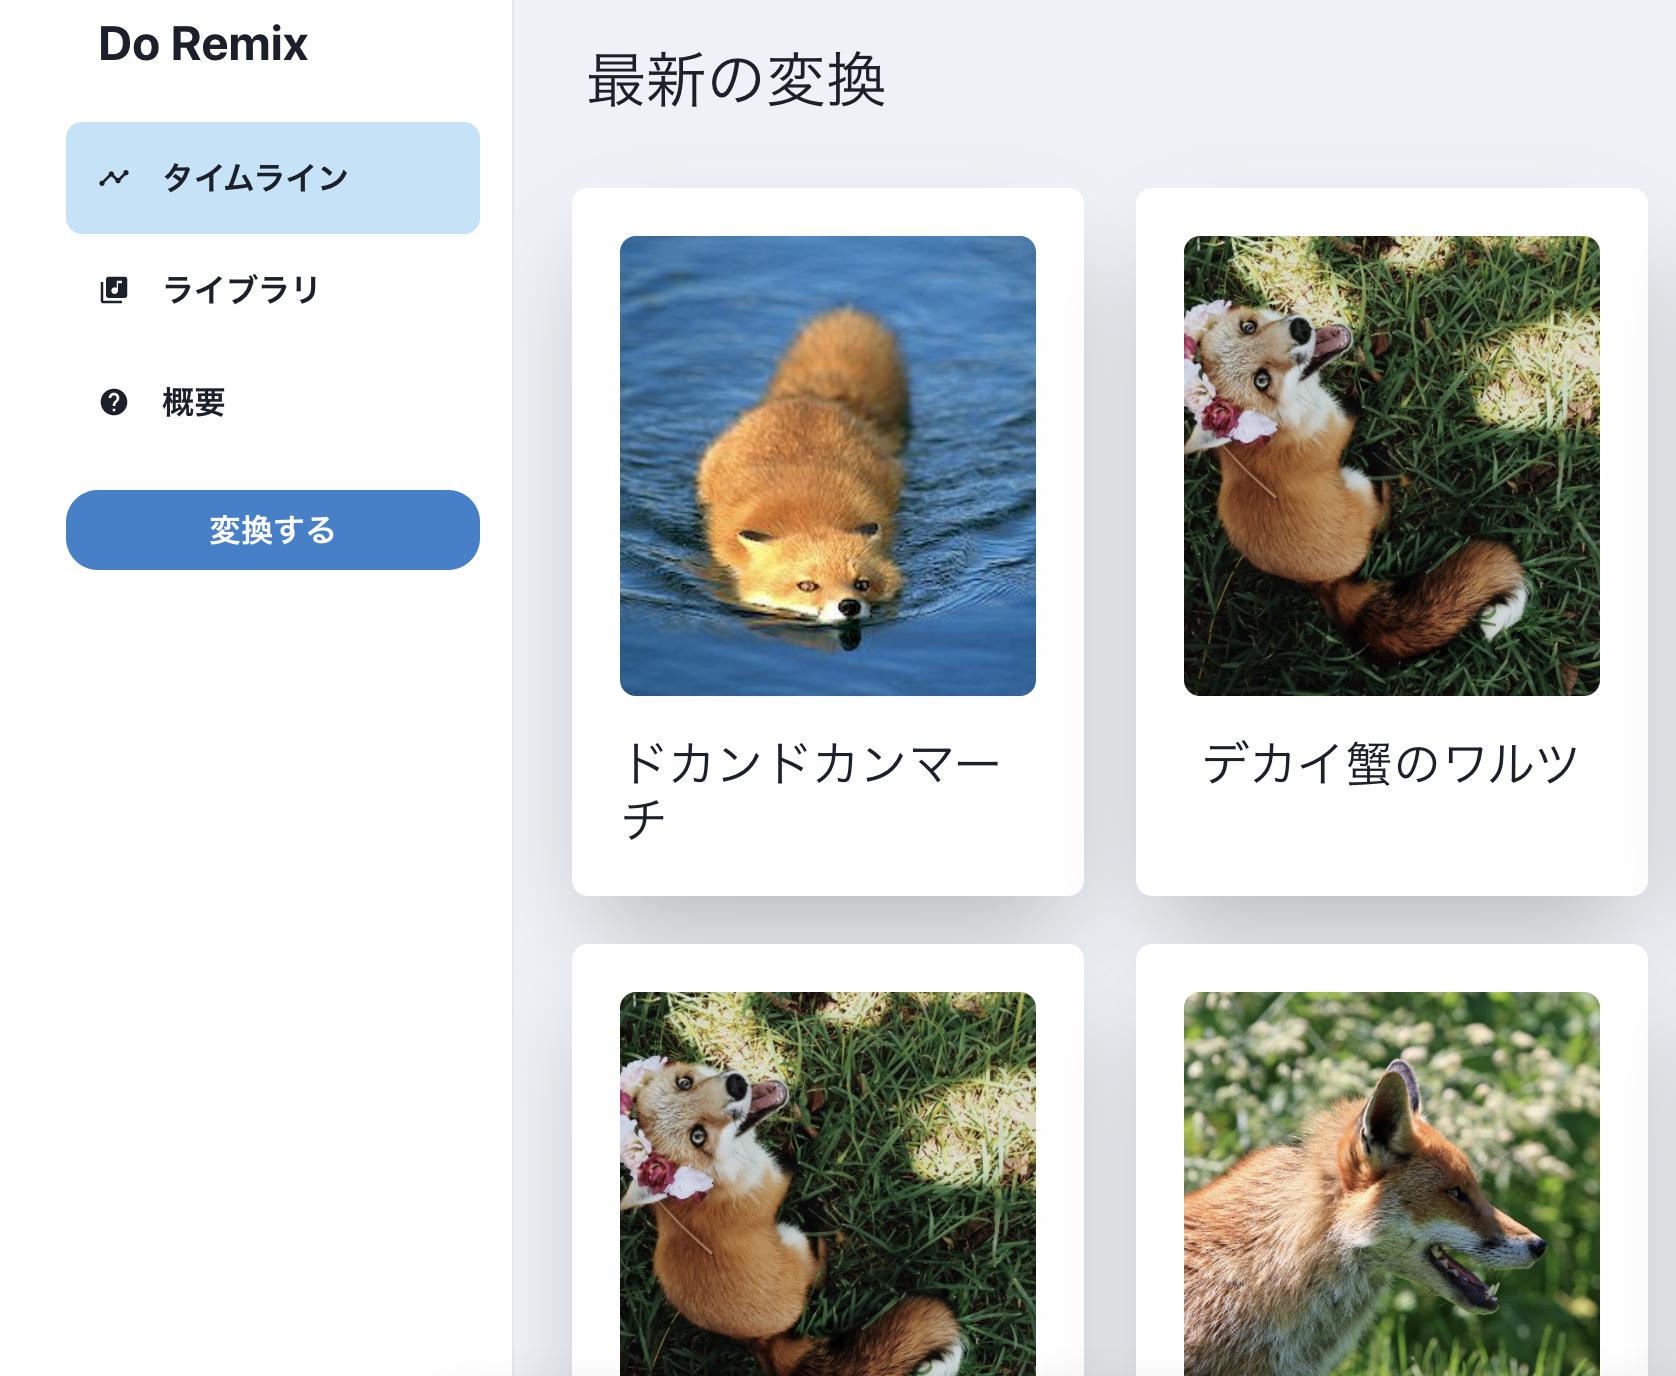 Do Remix
タイムライン
ライブラリ
概要
変換する
最新の変換
ドカンドカンマー
チ
デカイ蟹のワルツ